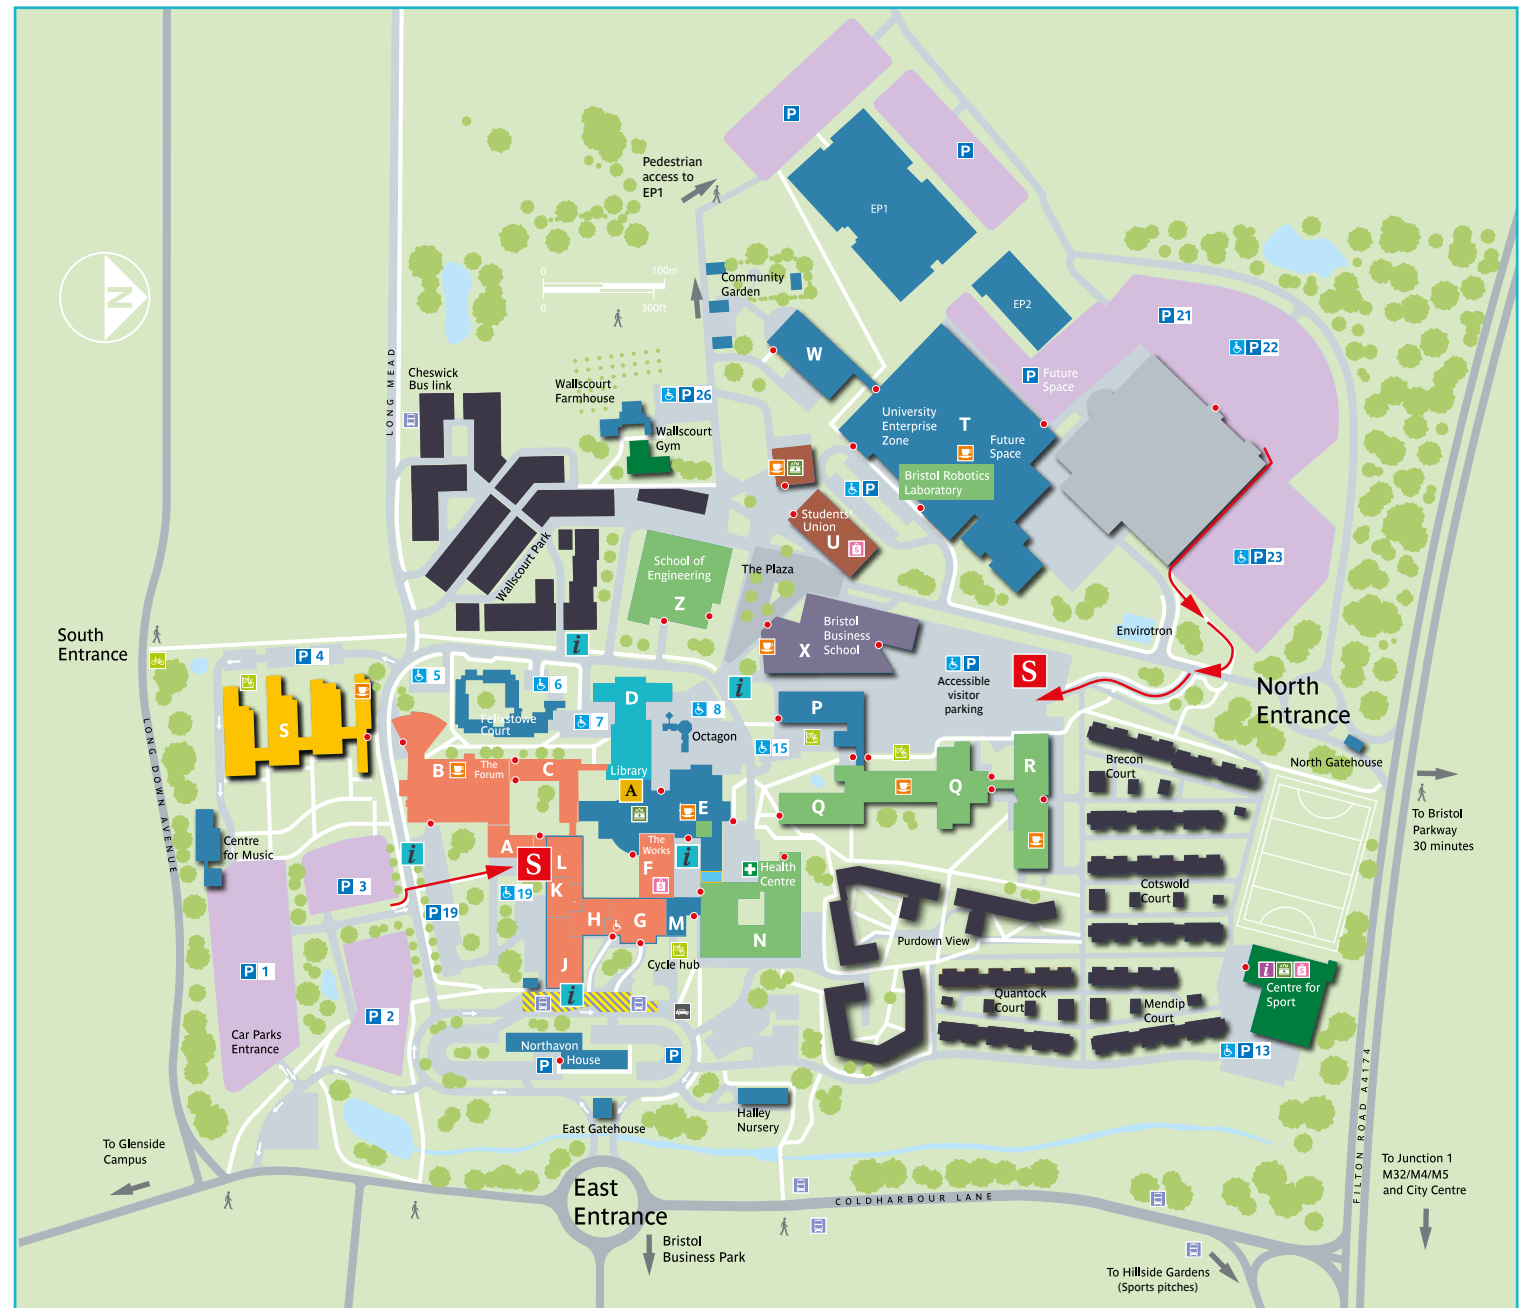 P
P
Pedestrian
access to
EP1
EP1
0
100m
0
300ft
Community
Garden
N
EP2
P 21
P 22
W
P Future
Space
LONG MEAD
Cheswick
Bus link
Wallscourt
Farmhouse
P 26
Wallscourt
Gym
University
Enterprise
Zone
T
Future
Space
Bristol Robotics
Laboratory
P
Students'
Union
U
Wallscourt Park
School of
Engineering
Z
The Plaza
P 23
Envirotron
South
Entrance
P 4
i
Bristol
Business
School
X
P
Accessible
visitor
parking
S
North
Entrance
5
6
7
8
i
D
P
Felixstowe
Court
Octagon
15
S
B
The
Forum
C
Library
A
E
Q
Q
R
Brecon
Court
North Gatehouse
To Bristol
Parkway
30 minutes
LONG DOWN AVENUE
Centre
for Music
i
A
S
L
K
The
Works
F
i
Health
Centre
P 3
P 19
19
H
G
M
N
Cotswold
Court
Purdown View
P 1
J
Cycle hub
i
P 2
Car Parks
Entrance
Quantock
Court
Mendip
Court
i
Centre for
Sport
P 13
Northavon
House
P
P
Halley
Nursery
East Gatehouse
To Glenside
Campus
East
Entrance
COLDHARBOUR LANE
FILTON ROAD A4174
To Junction 1
M32/M4/M5
and City Centre
Bristol
Business Park
To Hillside Gardens
(Sports pitches)